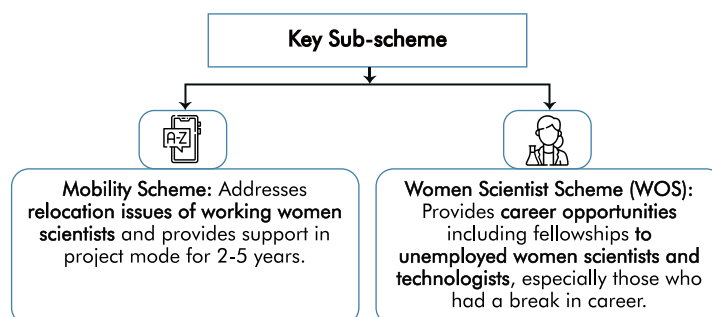 Key Sub-scheme
A-Z
Mobility Scheme: Addresses
relocation issues of working women
scientists and provides support in
project mode for 2-5 years.
Women Scientist Scheme (WOS):
Provides career opportunities
including fellowships to
unemployed women scientists and
technologists, especially those who
had a break in career.